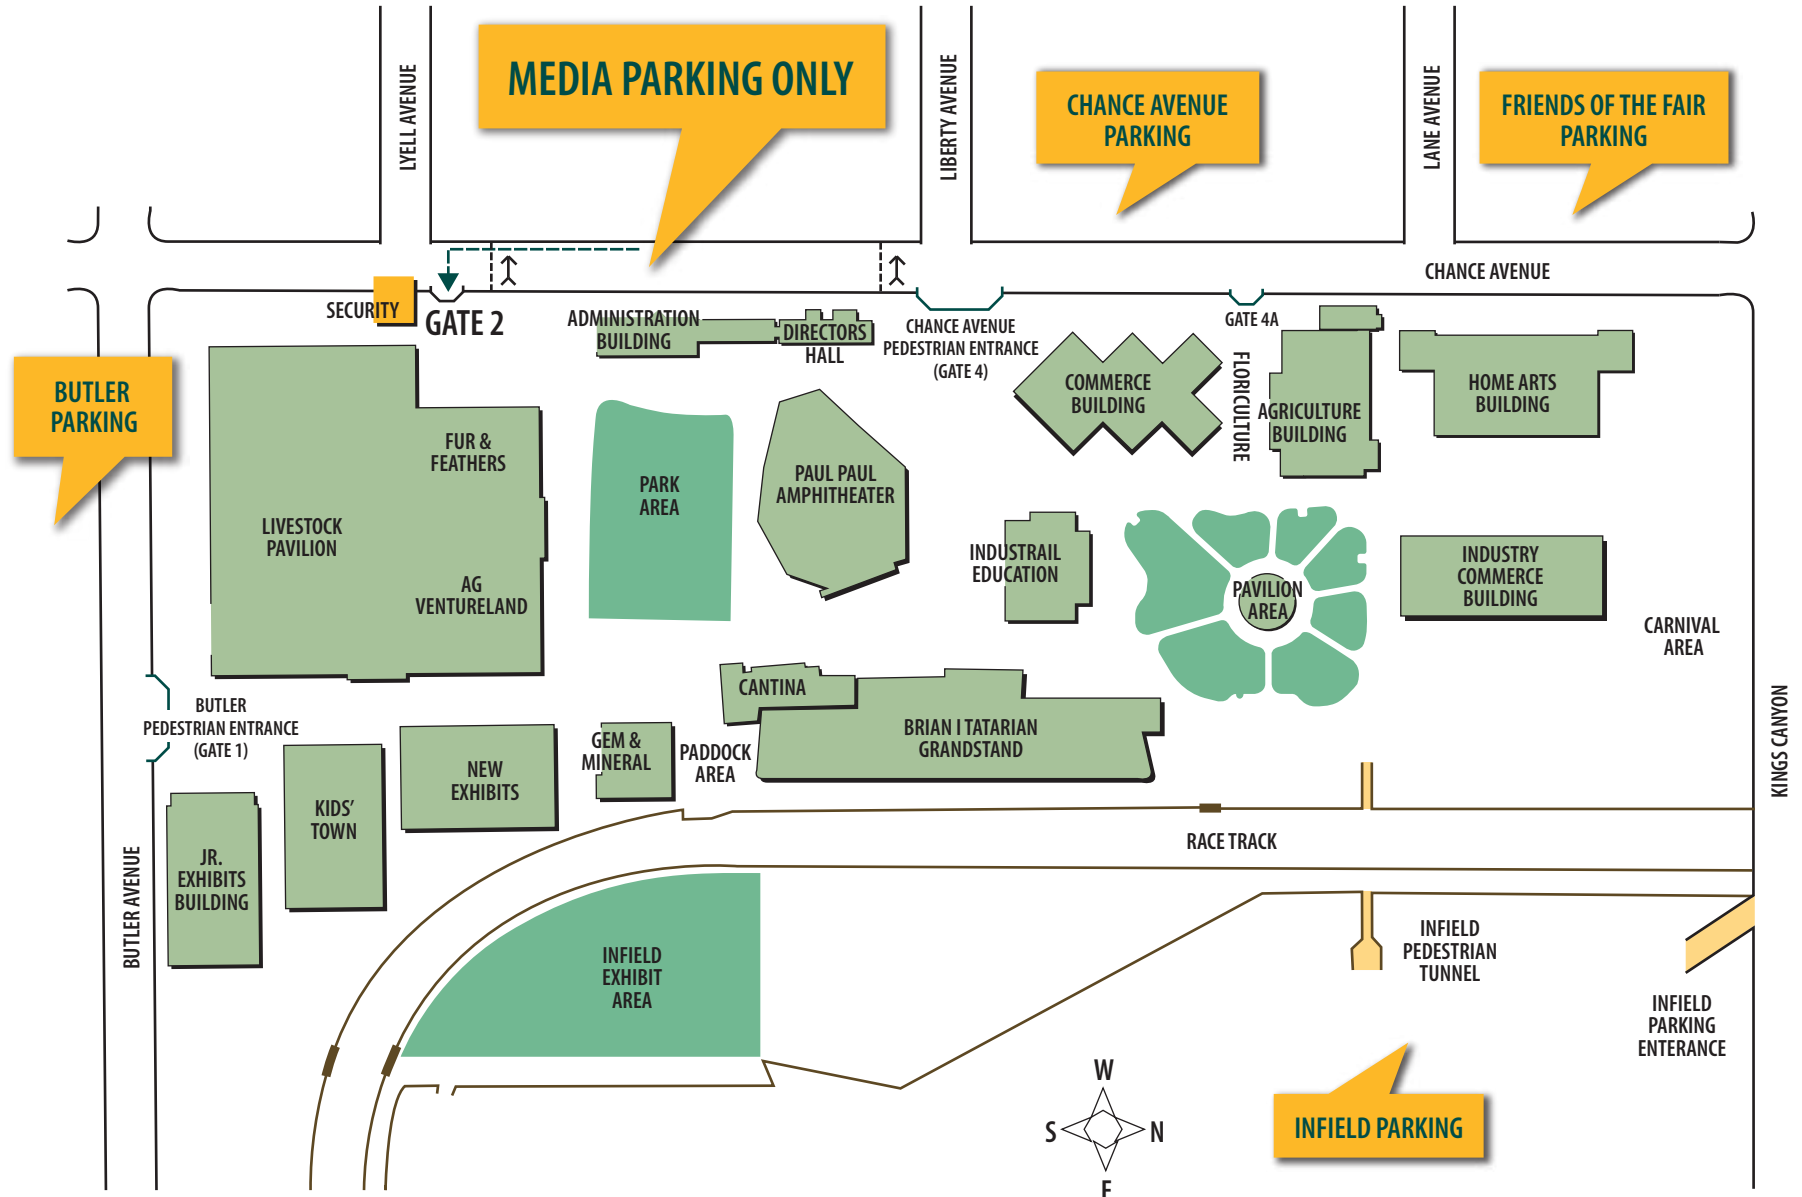 LYELL AVENUE
MEDIA PARKING ONLY
LIBERTY AVENUE
CHANCE AVENUE
PARKING
LANE AVENUE
FRIENDS OF THE FAIR
PARKING
CHANCE AVENUE
SECURITY
GATE 2
ADMINISTRATION
BUILDING
DIRECTORS
HALL
CHANCE AVENUE
PEDESTRIAN ENTRANCE
(GATE 4)
GATE 4A
BUTLER
PARKING
COMMERCE
BUILDING
FLORICULTURE
AGRICULTURE
BUILDING
HOME ARTS
BUILDING
FUR &
FEATHERS
LIVESTOCK
PAVILION
AG
VENTURELAND
PARK
AREA
PAUL PAUL
AMPHITHEATER
INDUSTRAIL
EDUCATION
PAVILION
AREA
INDUSTRY
COMMERCE
BUILDING
CARNIVAL
AREA
BUTLER
PEDESTRIAN ENTRANCE
(GATE 1)
CANTINA
BRIAN I TATARIAN
GRANDSTAND
GEM &
MINERAL
PADDOCK
AREA
NEW
EXHIBITS
KIDS'
TOWN
JR.
EXHIBITS
BUILDING
BUTLER AVENUE
KINGS CANYON
RACE TRACK
INFIELD
EXHIBIT
AREA
INFIELD
PEDESTRIAN
TUNNEL
INFIELD
PARKING
ENTERANCE
W
S
N
E
INFIELD PARKING